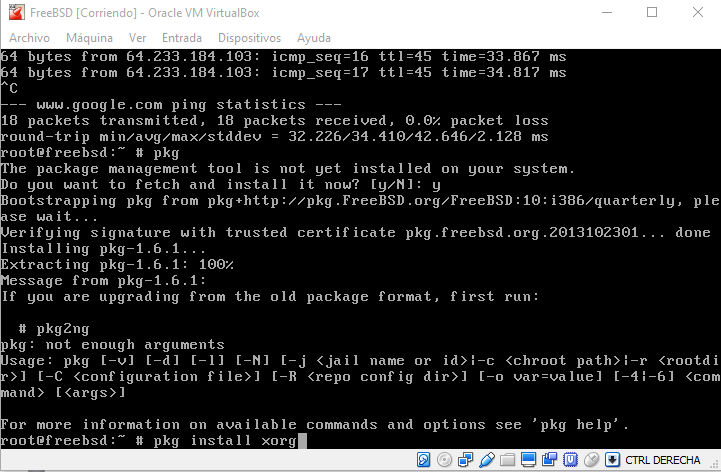 FreeBSD [Corriendo] - Oracle VM VirtualBox
Archivo Máquina Ver Entrada Dispositivos Ayuda
64 bytes from 64.233.184.103: icmp_seq=16 ttl=45 time=33.867 ms
64 bytes from 64.233.184.103: icmp_seq=17 ttl=45 time=34.817 ms
^C
--- www.google.com ping statistics ---
18 packets transmitted, 18 packets received, 0.0% packet loss
round-trip min/avg/max/stddev = 32.226/34.410/42.646/2.128 ms
root@freebsd:~ # pkg
The package management tool is not yet installed on your system.
Do you want to fetch and install it now? [y/N]: y
Bootstrapping pkg from pkg+http://pkg.FreeBSD.org/FreeBSD:10:i386/quarterly, ple
ase wait...
Verifying signature with trusted certificate pkg.freebsd.org.2013102301... done
Installing pkg-1.6.1...
Extracting pkg-1.6.1: 100%
Message from pkg-1.6.1:
If you are upgrading from the old package format, first run:
# pkg2ng
pkg: not enough arguments
Usage: pkg [-v] [-d] [-l] [-N] [-j <jail name or id>|-c <chroot path>|-r <rootdi
r>] [-C <configuration file>] [-R <repo config dir>] [-o var=value] [-4|-6] <com
mand> [<args>]
For more information on available commands and options see 'pkg help'.
root@freebsd:~ # pkg install xorg
CTRL DERECHA